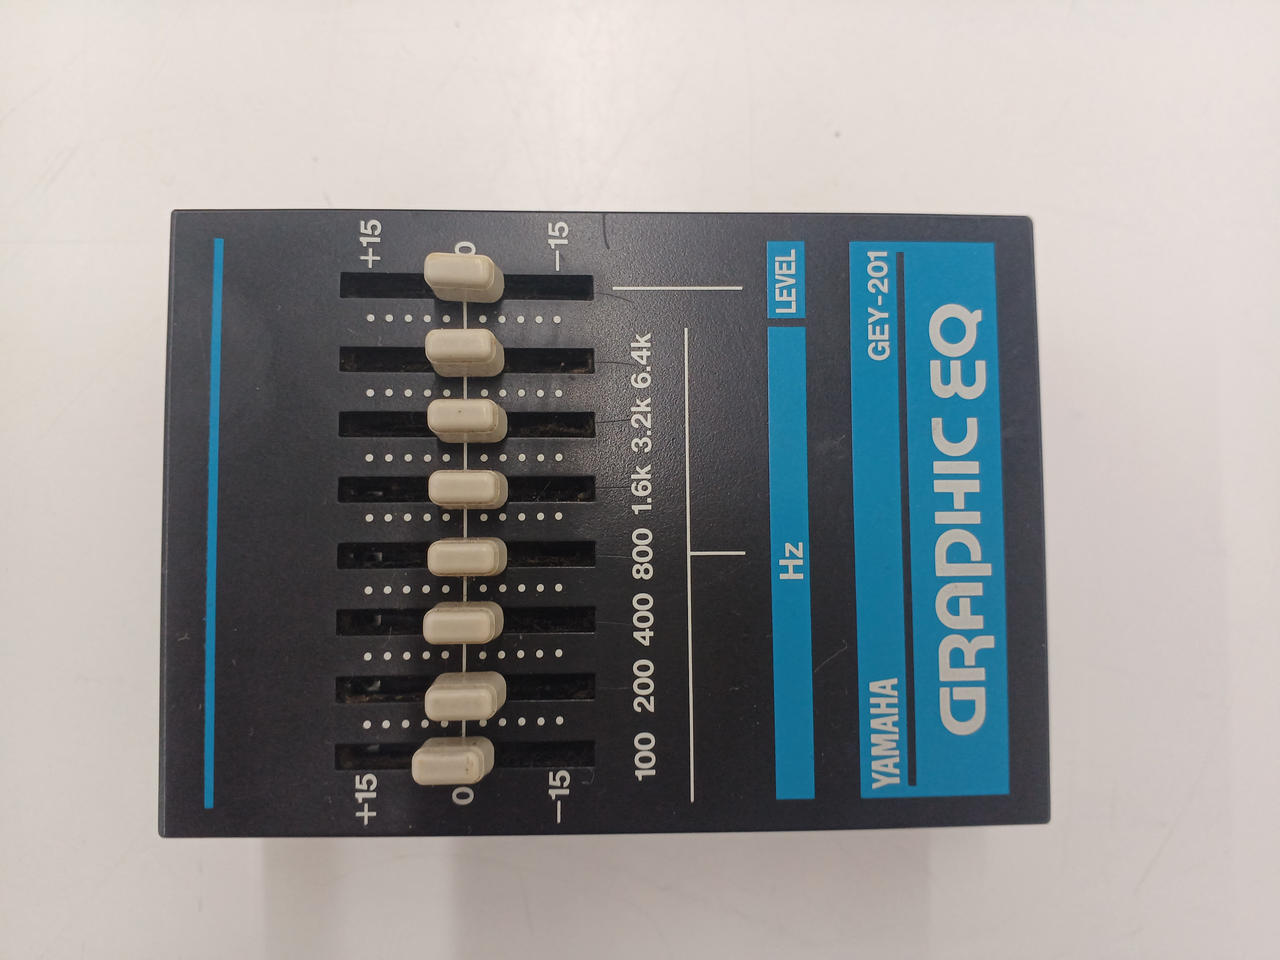 +15 +15
0 0
−15 −15
100 200 400 800 1.6k 3.2k 6.4k
Hz LEVEL
YAMAHA GEY-201
GRAPHIC EQ